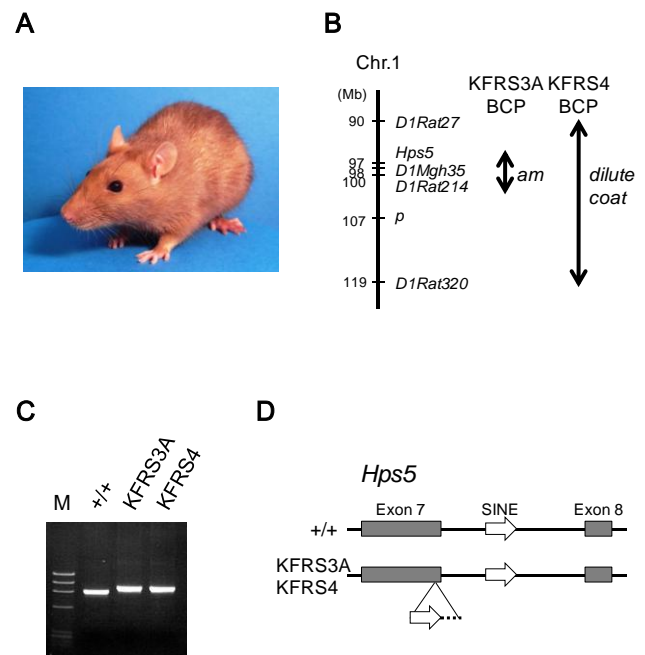 A
B
Chr.1
(Mb)
KFRS3A KFRS4
BCP BCP
90 D1Rat27
97 Hps5
98 D1Mgh35
100 D1Rat214
am
dilute
coat
107 p
119 D1Rat320
C
D
M +/+ KFRS3A KFRS4
Hps5
Exon 7 SINE Exon 8
+/+
KFRS3A
KFRS4